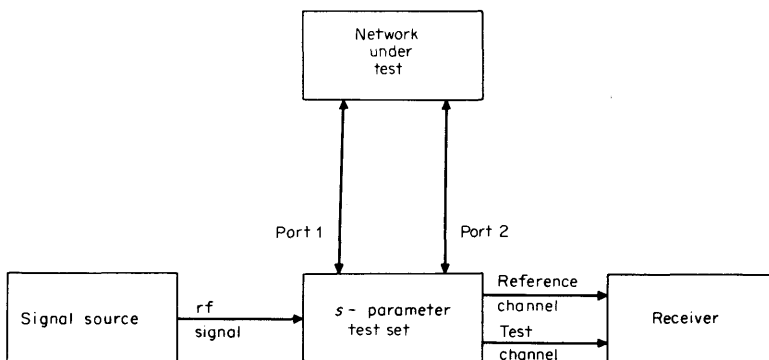 Network
under
test
Port 1
Port 2
Signal source
rf
signal
s - parameter
test set
Reference
channel
Test
channel
Receiver